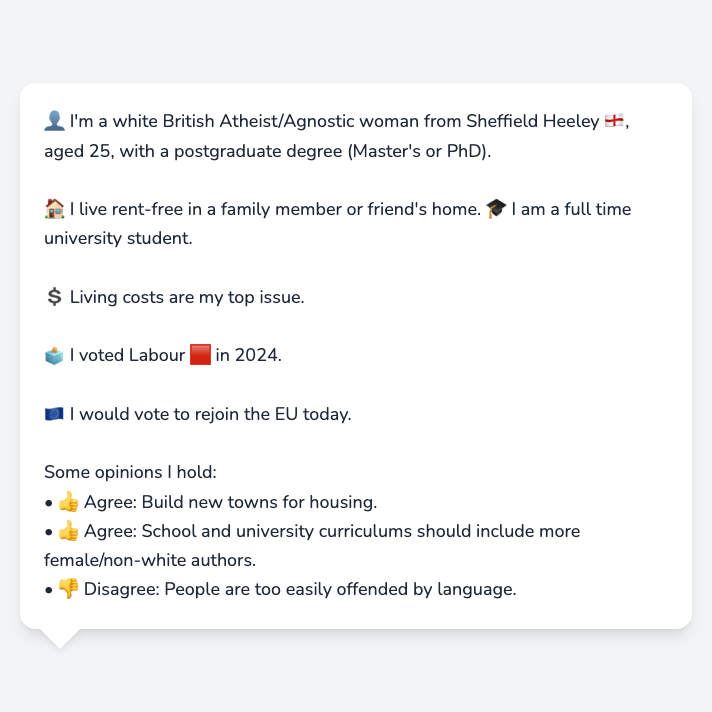 👤 I'm a white British Atheist/Agnostic woman from Sheffield Heeley 🏴󠁧󠁢󠁥󠁮󠁧󠁿,
aged 25, with a postgraduate degree (Master's or PhD).
🏠 I live rent-free in a family member or friend's home. 🎓 I am a full time
university student.
💲 Living costs are my top issue.
🗳️ I voted Labour 🟥 in 2024.
🇪🇺 I would vote to rejoin the EU today.
Some opinions I hold:
• 👍 Agree: Build new towns for housing.
• 👍 Agree: School and university curriculums should include more
female/non-white authors.
• 👎 Disagree: People are too easily offended by language.